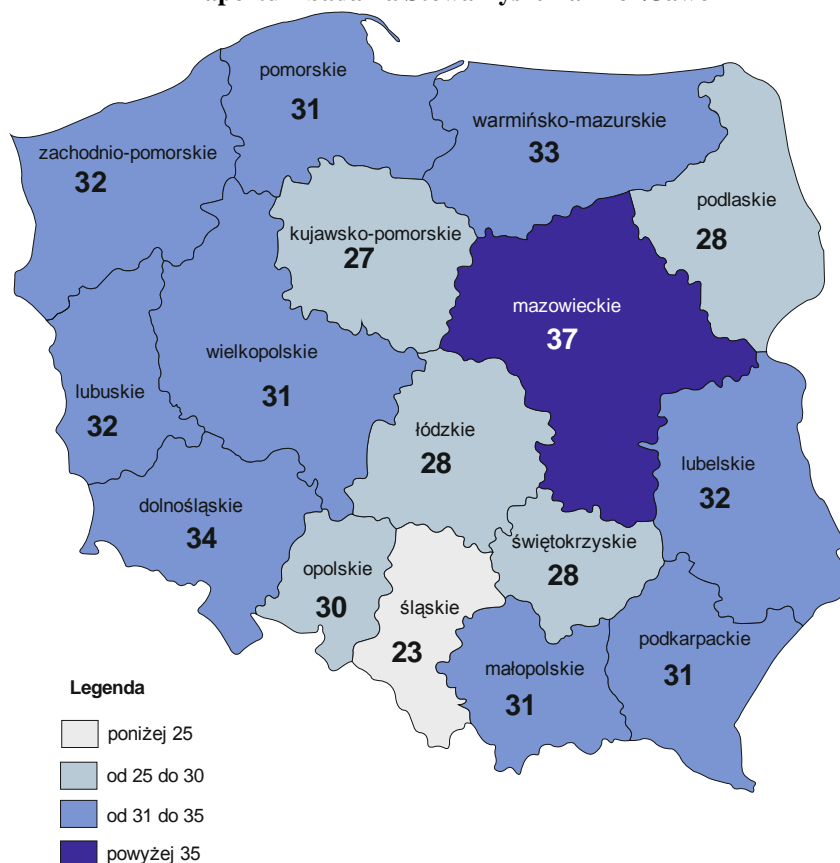 pomorskie
31
warmińsko-mazurskie
33
zachodnio-pomorskie
32
podlaskie
28
kujawsko-pomorskie
27
mazowieckie
37
wielkopolskie
31
lubuskie
32
łódzkie
28
lubelskie
32
dolnośląskie
34
świętokrzyskie
28
opolskie
30
śląskie
23
podkarpackie
31
małopolskie
31
Legenda
poniżej 25
od 25 do 30
od 31 do 35
powyżej 35